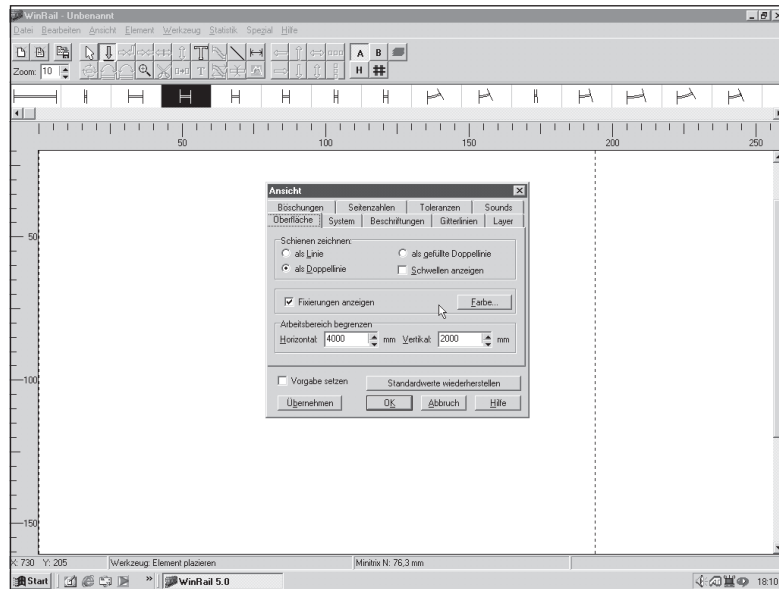 WinRail - Unbenannt
Datei Bearbeiten Ansicht Element Werkzeug Statistik Spezial Hilfe
A B
Zoom: 10
H
50 100 150 200 250
50
100
150
Ansicht
Böschungen Seitenzahlen Toleranzen Sounds
Oberfläche System Beschriftungen Gitterlinien Layer
Schienen zeichnen:
als Linie als gefüllte Doppellinie
als Doppellinie Schwellen anzeigen
Fixierungen anzeigen Farbe...
Arbeitsbereich begrenzen
Horizontal: 4000 mm Vertikal: 2000 mm
Vorgabe setzen Standardwerte wiederherstellen
Übernehmen OK Abbruch Hilfe
X: 730 Y: 205 Werkzeug: Element plazieren Minitrix N: 76,3 mm
Start » WinRail 5.0 18:10